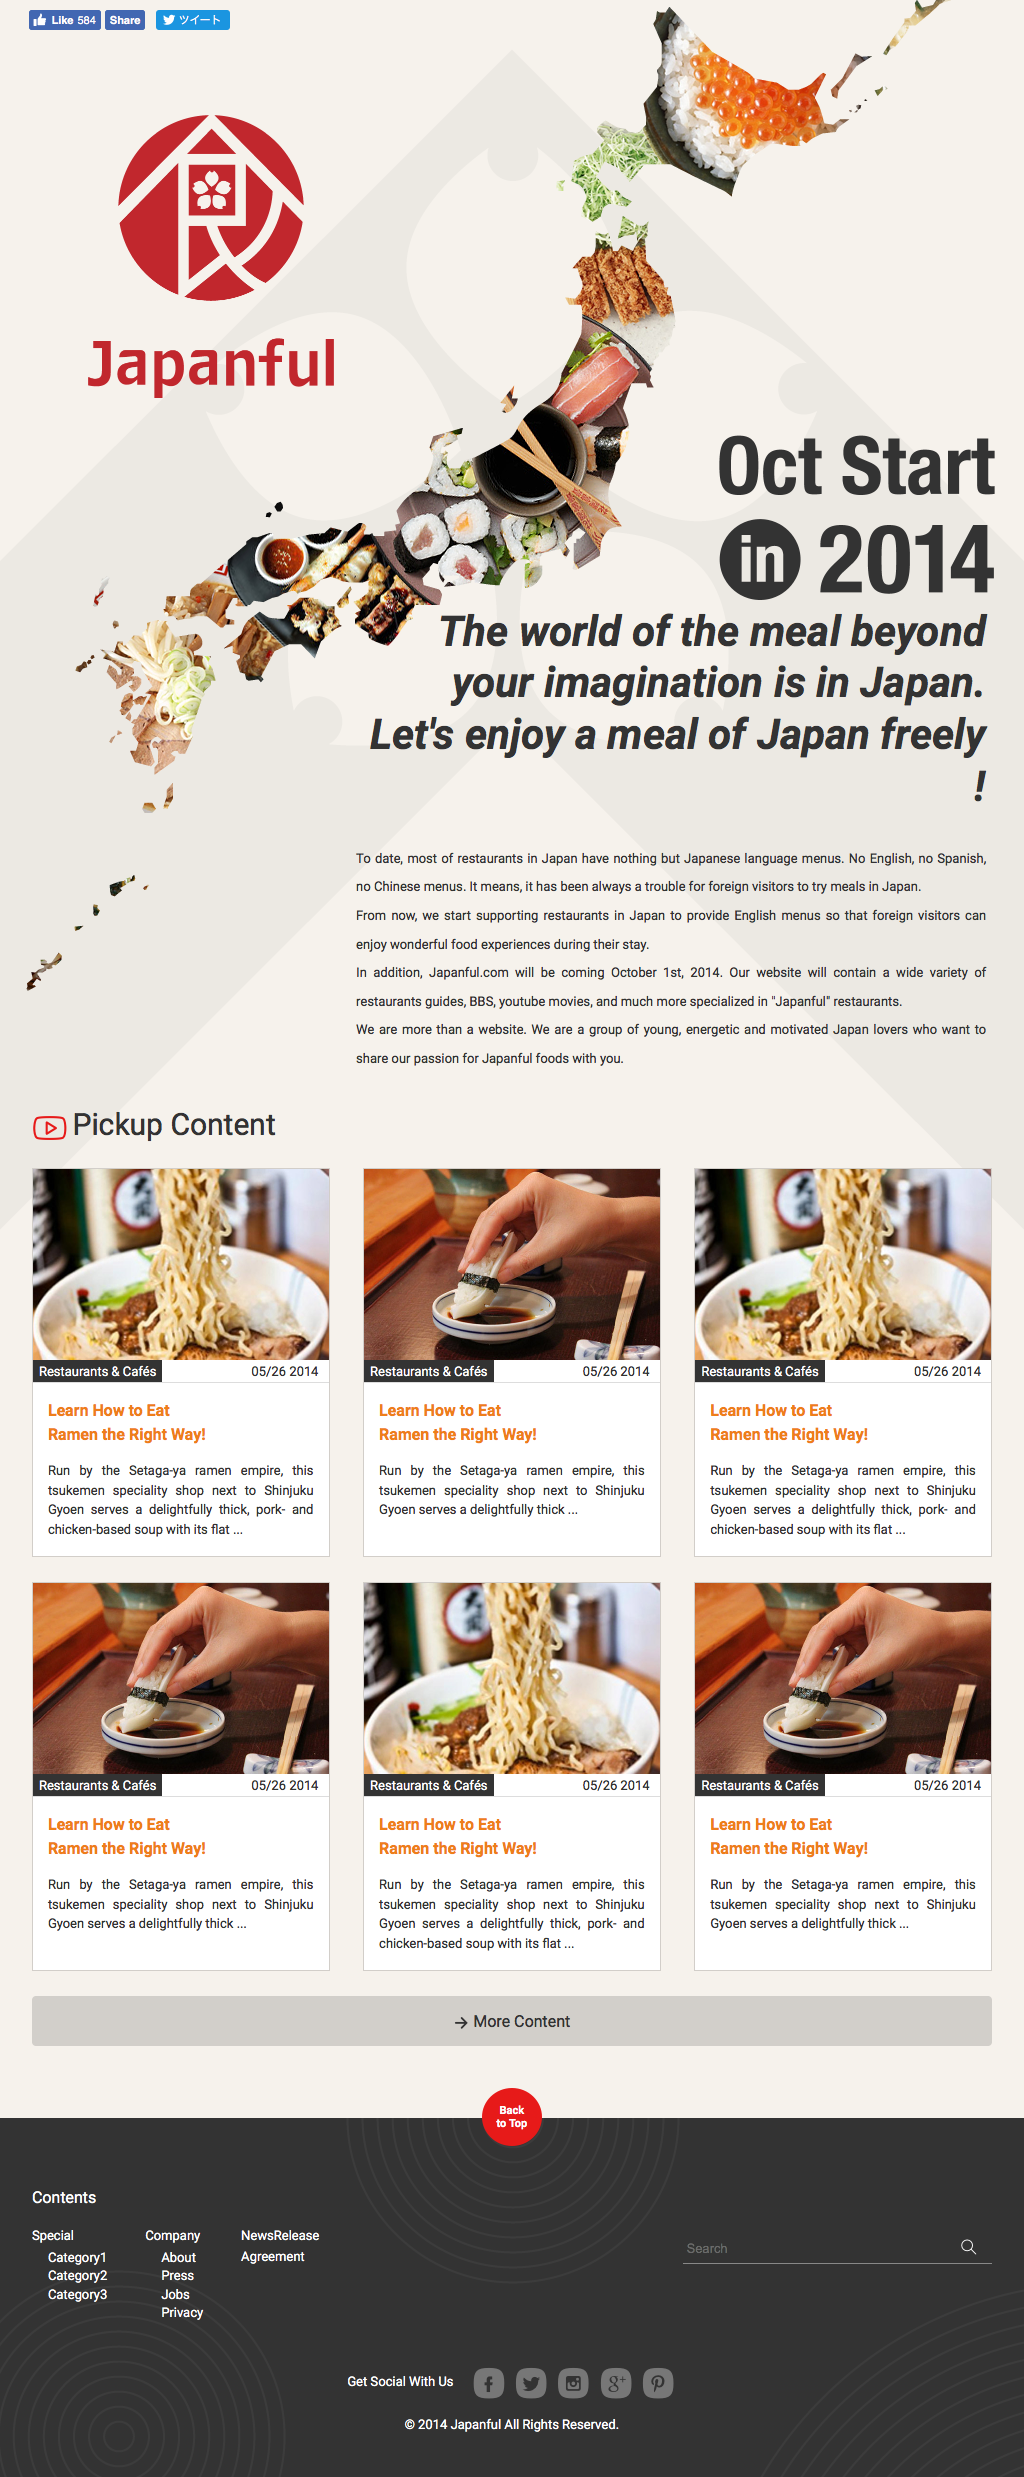 Like 584 Share ツイート
食
Japanful
Oct Start
in 2014
The world of the meal beyond
your imagination is in Japan.
Let's enjoy a meal of Japan freely
!
To date, most of restaurants in Japan have nothing but Japanese language menus. No English, no Spanish,
no Chinese menus. It means, it has been always a trouble for foreign visitors to try meals in Japan.
From now, we start supporting restaurants in Japan to provide English menus so that foreign visitors can
enjoy wonderful food experiences during their stay.
In addition, Japanful.com will be coming October 1st, 2014. Our website will contain a wide variety of
restaurants guides, BBS, youtube movies, and much more specialized in "Japanful" restaurants.
We are more than a website. We are a group of young, energetic and motivated Japan lovers who want to
share our passion for Japanful foods with you.
Pickup Content
Restaurants & Cafés 05/26 2014
Learn How to Eat
Ramen the Right Way!
Run by the Setaga-ya ramen empire, this
tsukemen speciality shop next to Shinjuku
Gyoen serves a delightfully thick, pork- and
chicken-based soup with its flat ...
Restaurants & Cafés 05/26 2014
Learn How to Eat
Ramen the Right Way!
Run by the Setaga-ya ramen empire, this
tsukemen speciality shop next to Shinjuku
Gyoen serves a delightfully thick ...
Restaurants & Cafés 05/26 2014
Learn How to Eat
Ramen the Right Way!
Run by the Setaga-ya ramen empire, this
tsukemen speciality shop next to Shinjuku
Gyoen serves a delightfully thick, pork- and
chicken-based soup with its flat ...
Restaurants & Cafés 05/26 2014
Learn How to Eat
Ramen the Right Way!
Run by the Setaga-ya ramen empire, this
tsukemen speciality shop next to Shinjuku
Gyoen serves a delightfully thick ...
Restaurants & Cafés 05/26 2014
Learn How to Eat
Ramen the Right Way!
Run by the Setaga-ya ramen empire, this
tsukemen speciality shop next to Shinjuku
Gyoen serves a delightfully thick, pork- and
chicken-based soup with its flat ...
Restaurants & Cafés 05/26 2014
Learn How to Eat
Ramen the Right Way!
Run by the Setaga-ya ramen empire, this
tsukemen speciality shop next to Shinjuku
Gyoen serves a delightfully thick ...
→ More Content
Back
to Top
Contents
Special
Category1
Category2
Category3
Company
About
Press
Jobs
Privacy
NewsRelease
Agreement
Search
Get Social With Us
© 2014 Japanful All Rights Reserved.